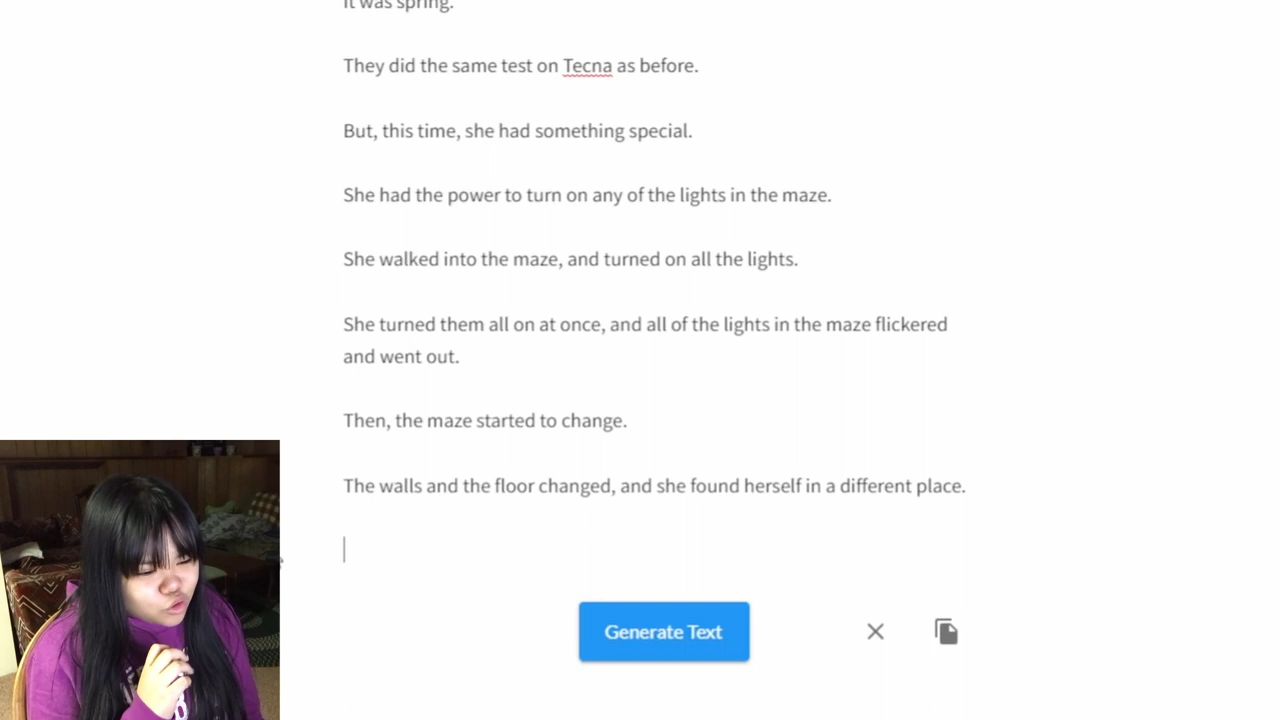 It was spring.
They did the same test on Tecna as before.
But, this time, she had something special.
She had the power to turn on any of the lights in the maze.
She walked into the maze, and turned on all the lights.
She turned them all on at once, and all of the lights in the maze flickered
and went out.
Then, the maze started to change.
The walls and the floor changed, and she found herself in a different place.
Generate Text